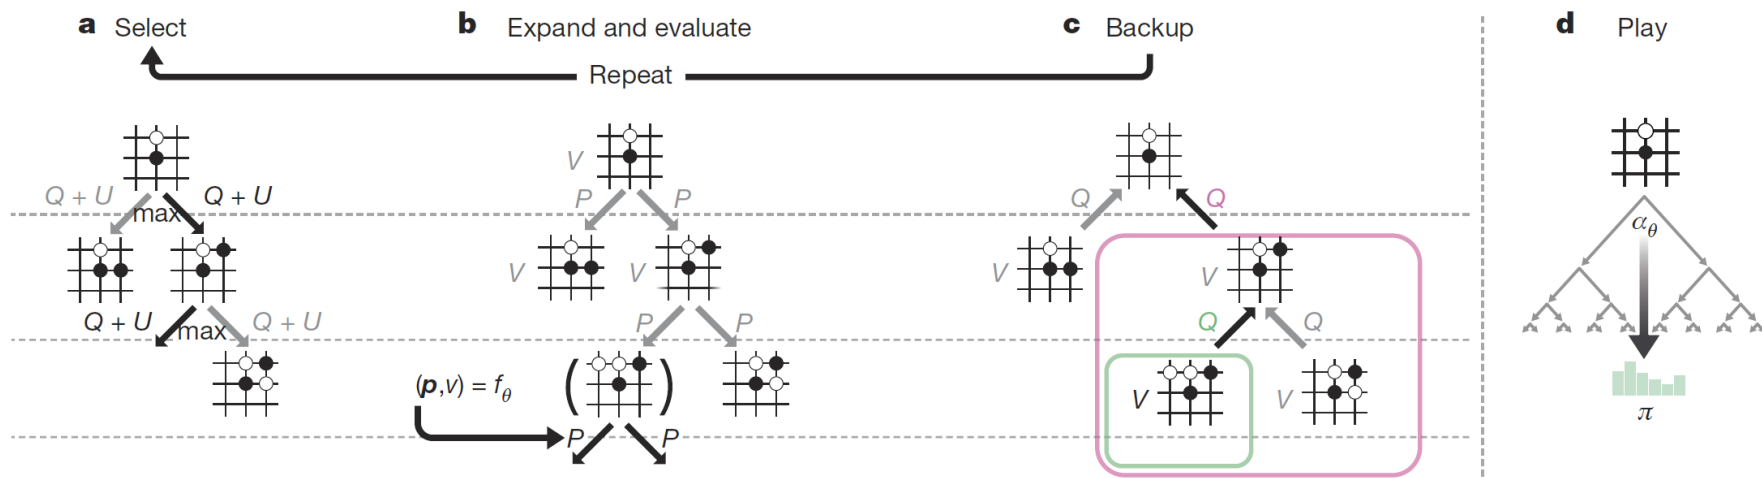 a Select
b Expand and evaluate
c Backup
d Play
Repeat
Q + U
max
Q + U
Q + U
max
Q + U
V
P
P
V
V
P
P
(p,v) = fθ
( )
P
P
Q
Q
V
V
Q
Q
V
V
αθ
π